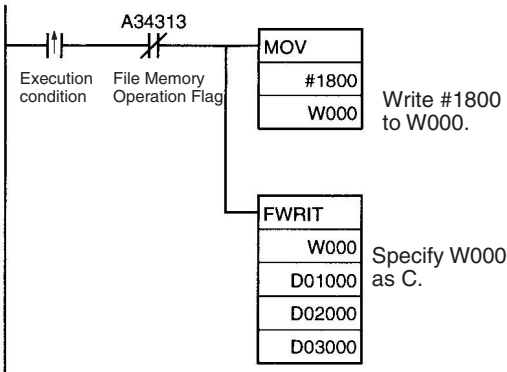 A34313
Execution
condition
File Memory
Operation Flag
MOV
#1800
W000
Write #1800
to W000.
FWRIT
W000
D01000
D02000
D03000
Specify W000
as C.